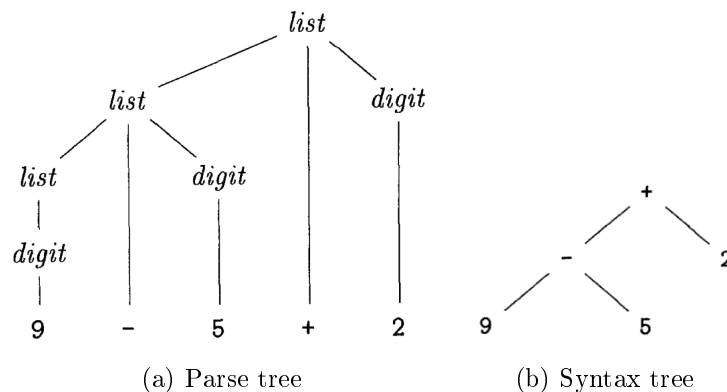 list
list
digit
list
digit
+
digit
-
2
9
5
9 - 5 + 2
(a) Parse tree
(b) Syntax tree